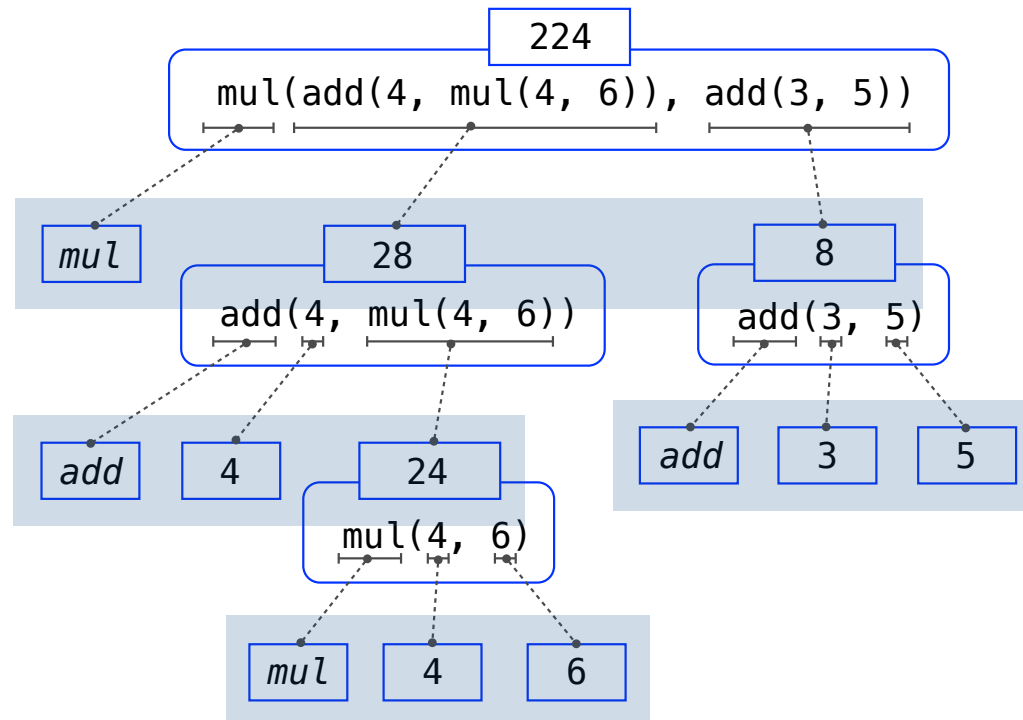 224
mul(add(4, mul(4, 6)), add(3, 5))
mul
28
8
add(4, mul(4, 6))
add(3, 5)
add
4
24
add
3
5
mul(4, 6)
mul
4
6